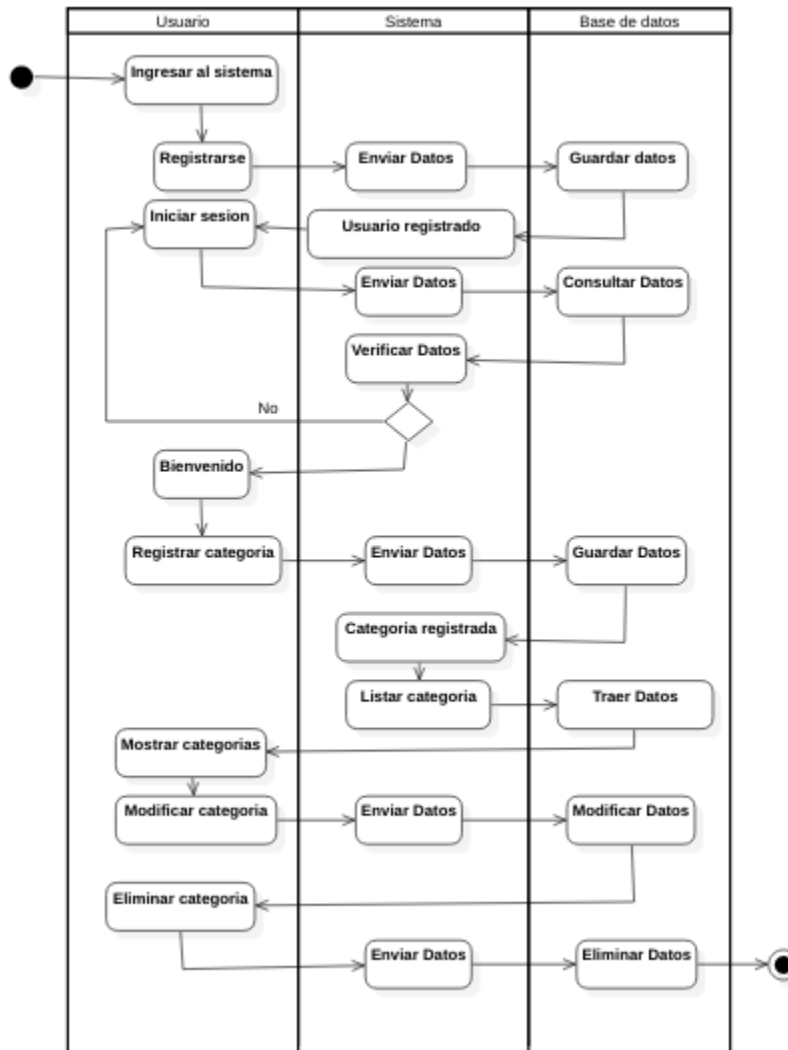 Usuario
Sistema
Base de datos
Ingresar al sistema
Registrarse
Enviar Datos
Guardar datos
Iniciar sesion
Usuario registrado
Enviar Datos
Consultar Datos
Verificar Datos
No
Bienvenido
Registrar categoria
Enviar Datos
Guardar Datos
Categoria registrada
Listar categoria
Traer Datos
Mostrar categorias
Modificar categoria
Enviar Datos
Modificar Datos
Eliminar categoria
Enviar Datos
Eliminar Datos